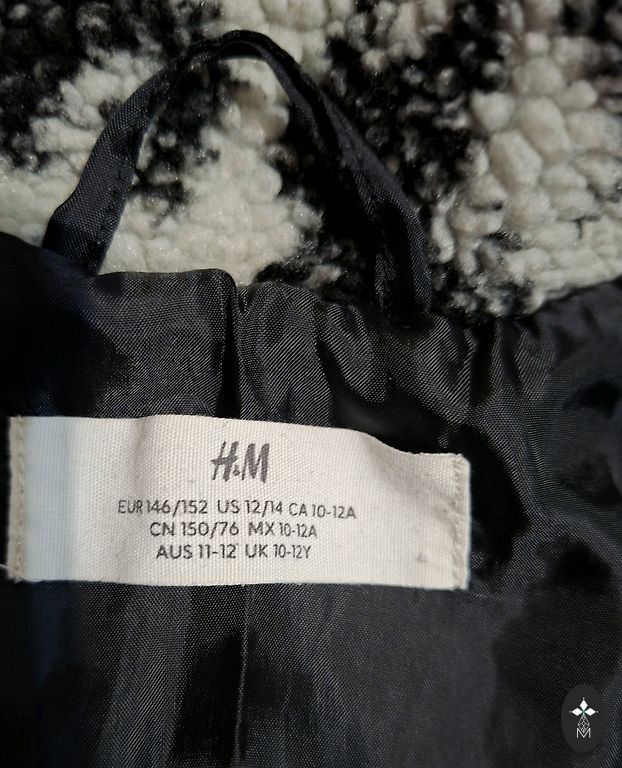 H&M
EUR 146/152 US 12/14 CA 10-12A
CN 150/76 MX 10-12A
AUS 11-12 UK 10-12Y
M